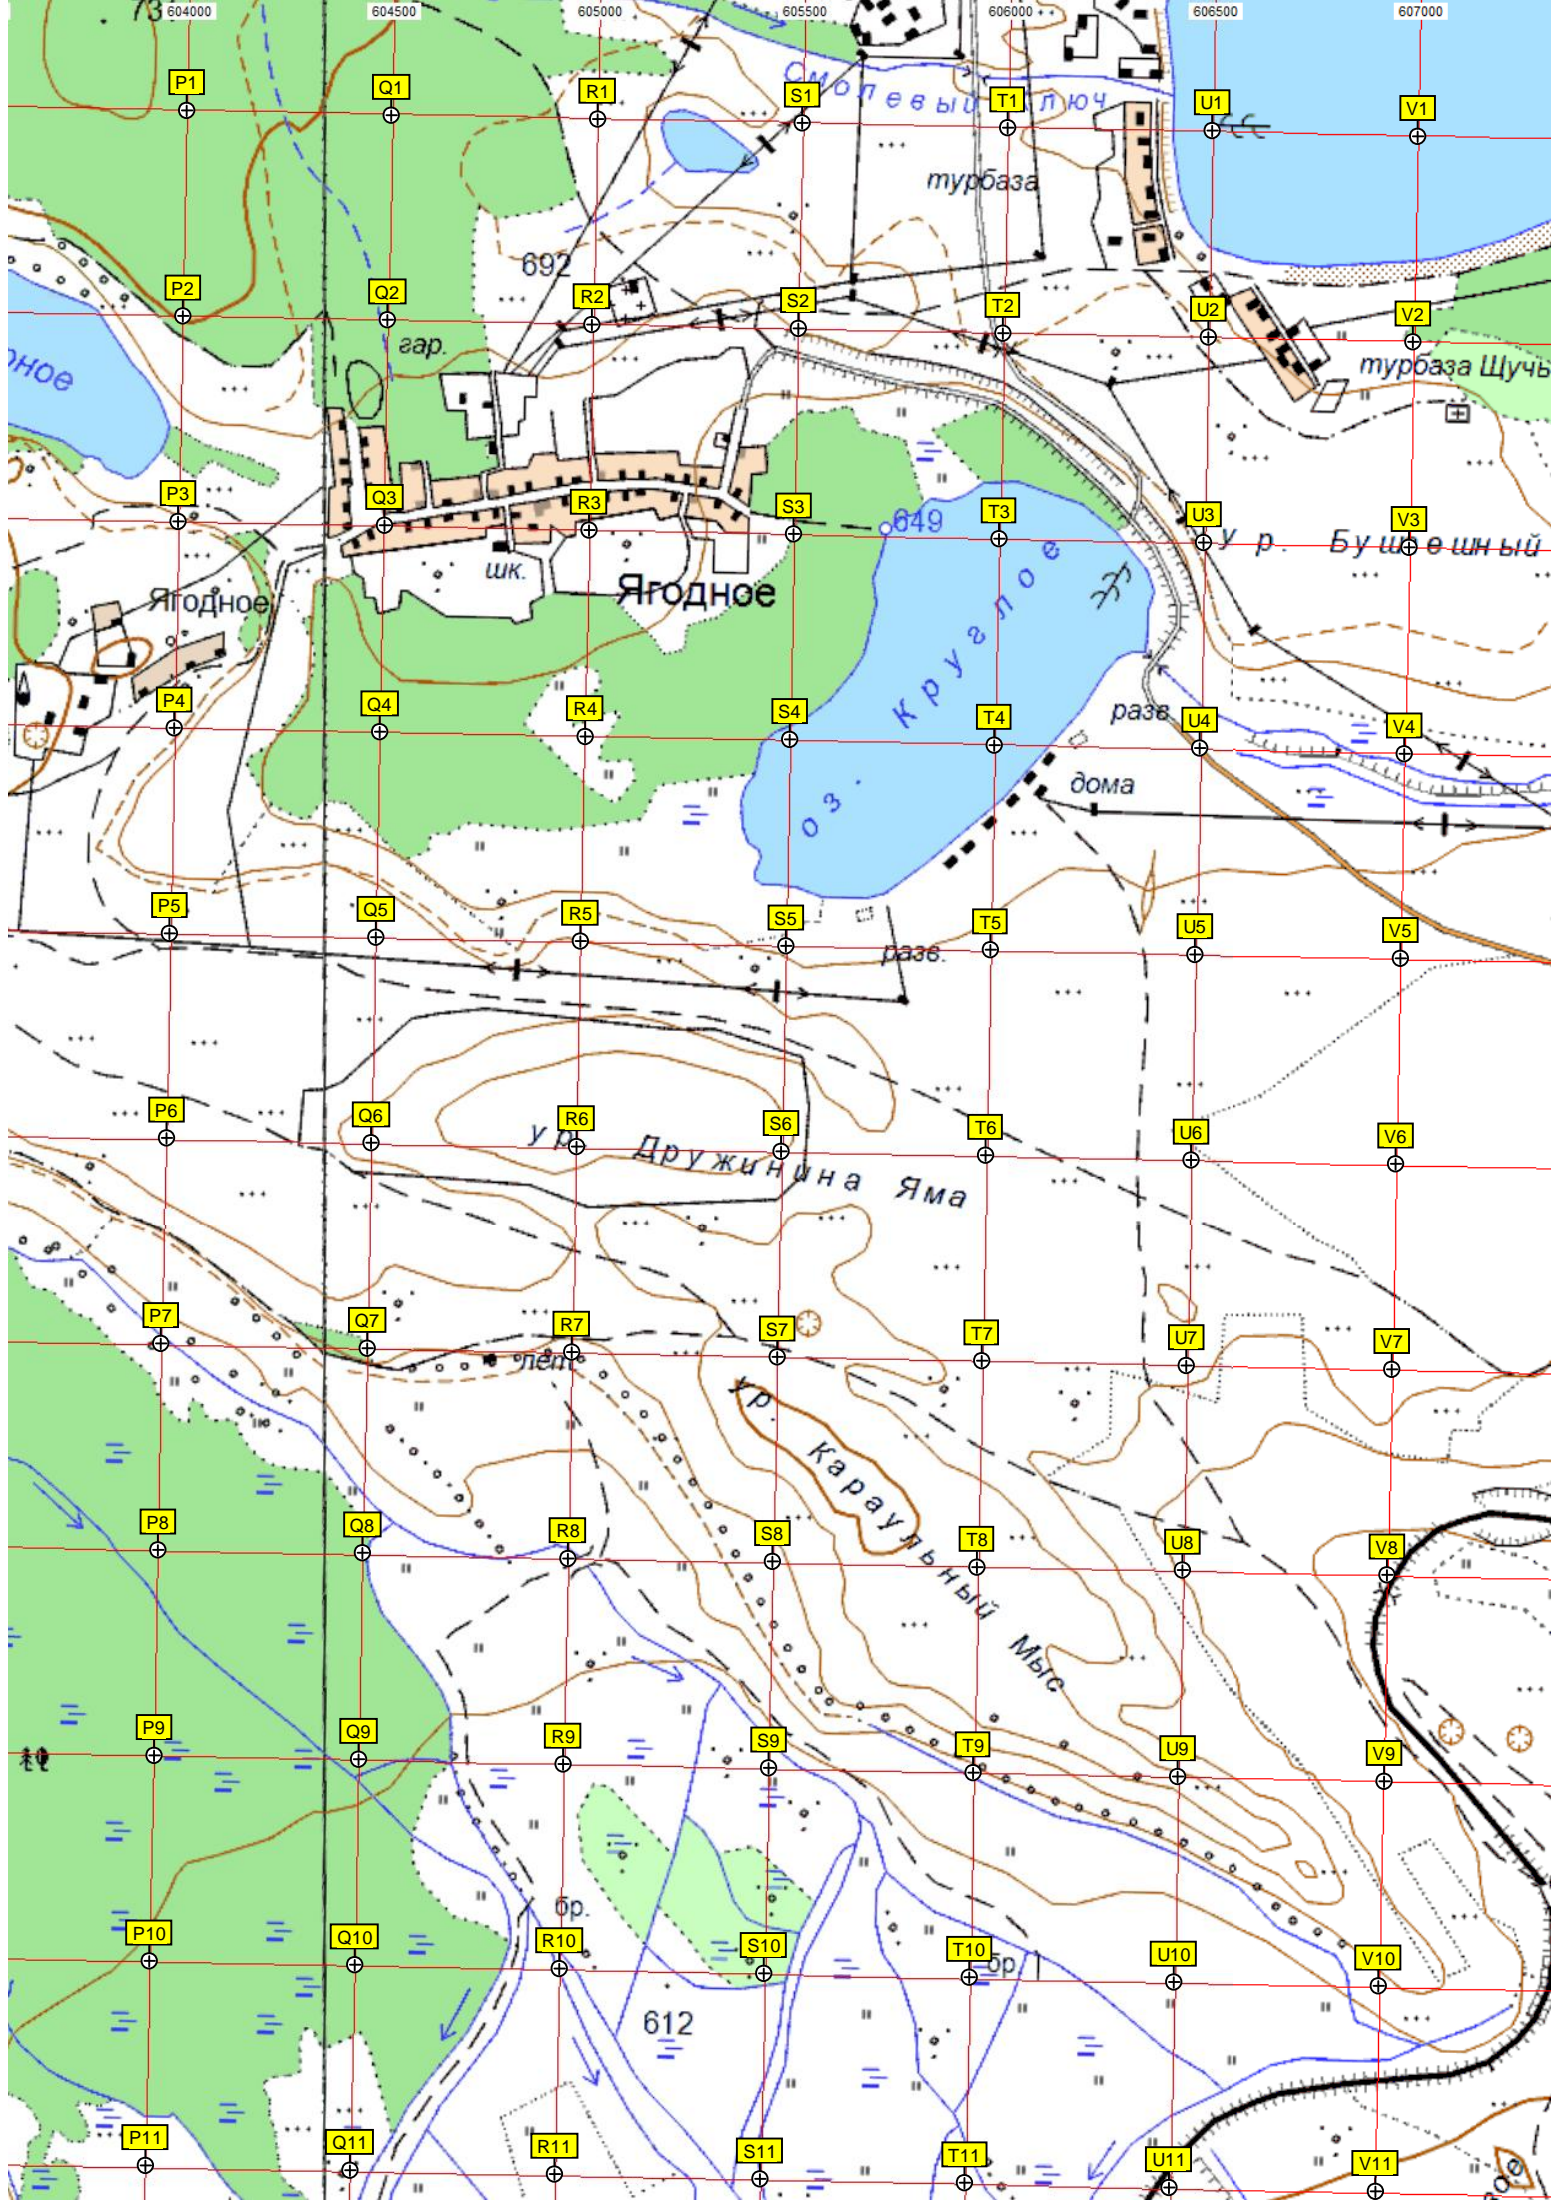 604000 604500 605000 605500 606000 606500 607000
73
Смолевый ключ
P1 Q1 R1 S1 T1 U1 V1
турбаза
692
P2 Q2 R2 S2 T2 U2 V2
гар.
турбаза Щучь
ное
P3 Q3 R3 S3 T3 U3 V3
649
ур.
шк.
Ягодное
Ягодное
оз. Круглое
P4 Q4 R4 S4 T4 U4 V4
разв.
дома
P5 Q5 R5 S5 T5 U5 V5
разв.
P6 Q6 R6 S6 T6 U6 V6
ур. Дружинина Яма
P7 Q7 R7 S7 T7 U7 V7
лет.
ур. Караульный Мыс
P8 Q8 R8 S8 T8 U8 V8
P9 Q9 R9 S9 T9 U9 V9
бр.
P10 Q10 R10 S10 T10 U10 V10
бр.
612
P11 Q11 R11 S11 T11 U11 V11